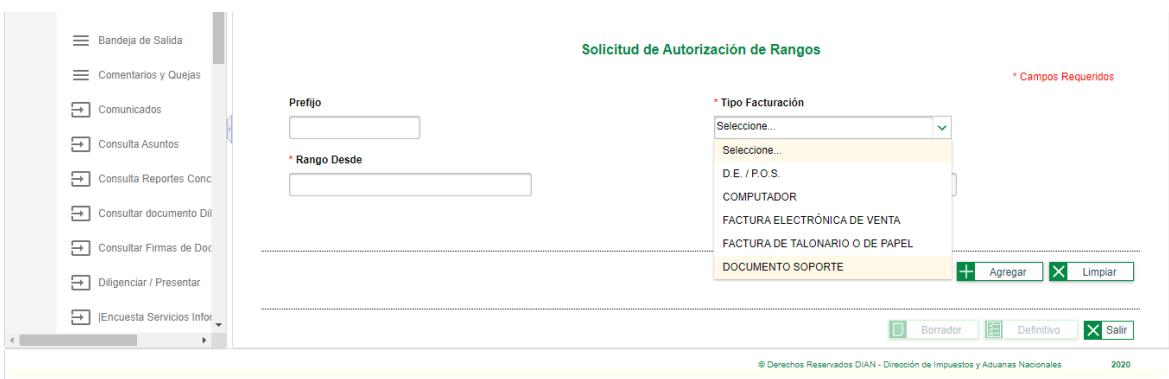 Bandeja de Salida
Comentarios y Quejas
Comunicados
Consulta Asuntos
Consulta Reportes Conc
Consultar documento Dil
Consultar Firmas de Doc
Diligenciar / Presentar
|Encuesta Servicios Infor
Solicitud de Autorización de Rangos
* Campos Requeridos
Prefijo
* Tipo Facturación
Seleccione...
* Rango Desde
Seleccione...
D.E. / P.O.S.
COMPUTADOR
FACTURA ELECTRÓNICA DE VENTA
FACTURA DE TALONARIO O DE PAPEL
DOCUMENTO SOPORTE
Agregar
Limpiar
Borrador
Definitivo
Salir
© Derechos Reservados DIAN - Dirección de Impuestos y Aduanas Nacionales 2020